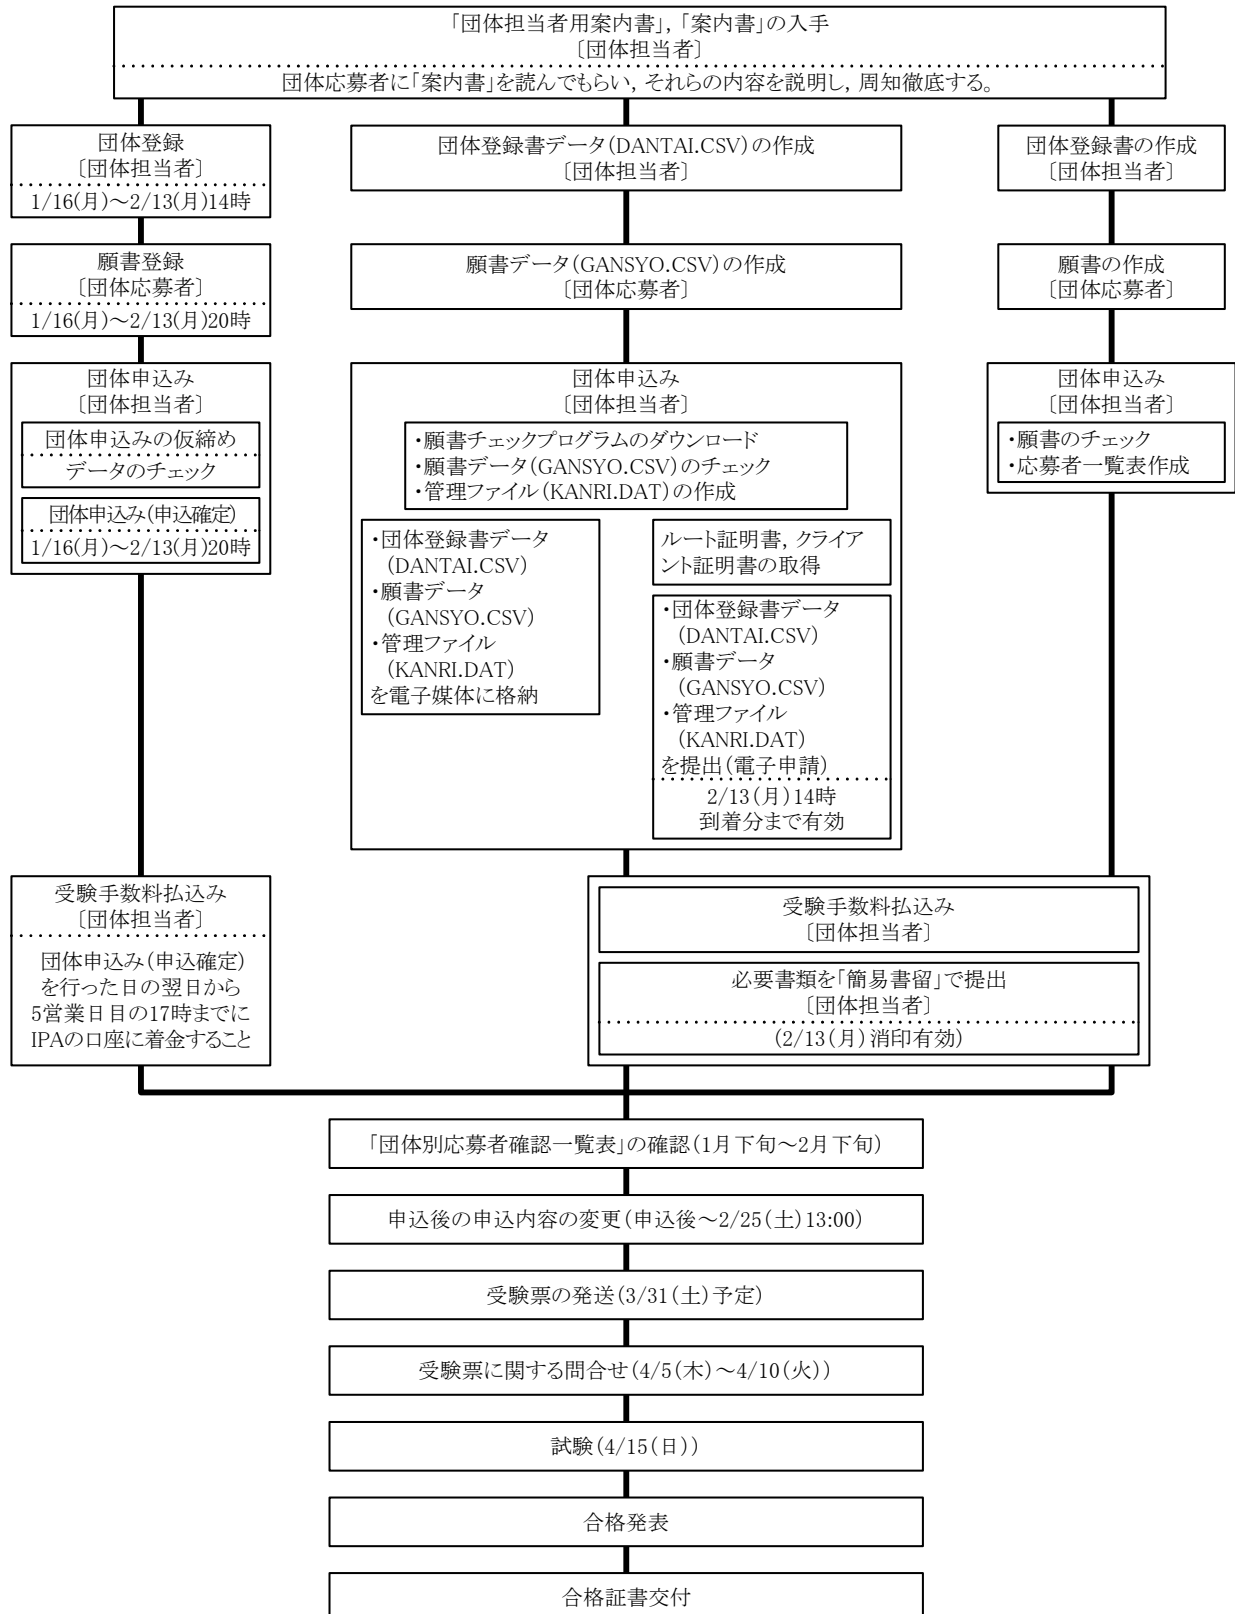 「団体担当者用案内書」，「案内書」の入手
〔団体担当者〕
団体応募者に「案内書」を読んでもらい，それらの内容を説明し，周知徹底する。
団体登録
〔団体担当者〕
1/16(月)～2/13(月)14時
願書登録
〔団体応募者〕
1/16(月)～2/13(月)20時
団体申込み
〔団体担当者〕
団体申込みの仮締め
データのチェック
団体申込み(申込確定)
1/16(月)～2/13(月)20時
受験手数料払込み
〔団体担当者〕
団体申込み(申込確定)
を行った日の翌日から
5営業日目の17時までに
IPAの口座に着金すること
団体登録書データ(DANTAI.CSV)の作成
〔団体担当者〕
願書データ(GANSYO.CSV)の作成
〔団体応募者〕
団体申込み
〔団体担当者〕
・願書チェックプログラムのダウンロード
・願書データ(GANSYO.CSV)のチェック
・管理ファイル(KANRI.DAT)の作成
・団体登録書データ
(DANTAI.CSV)
・願書データ
(GANSYO.CSV)
・管理ファイル
(KANRI.DAT)
を電子媒体に格納
ルート証明書，クライア
ント証明書の取得
・団体登録書データ
(DANTAI.CSV)
・願書データ
(GANSYO.CSV)
・管理ファイル
(KANRI.DAT)
を提出(電子申請)
2/13(月)14時
到着分まで有効
団体登録書の作成
〔団体担当者〕
願書の作成
〔団体応募者〕
団体申込み
〔団体担当者〕
・願書のチェック
・応募者一覧表作成
受験手数料払込み
〔団体担当者〕
必要書類を「簡易書留」で提出
〔団体担当者〕
(2/13(月)消印有効)
「団体別応募者確認一覧表」の確認(1月下旬～2月下旬)
申込後の申込内容の変更(申込後～2/25(土)13:00)
受験票の発送(3/31(土)予定)
受験票に関する問合せ(4/5(木)～4/10(火))
試験(4/15(日))
合格発表
合格証書交付